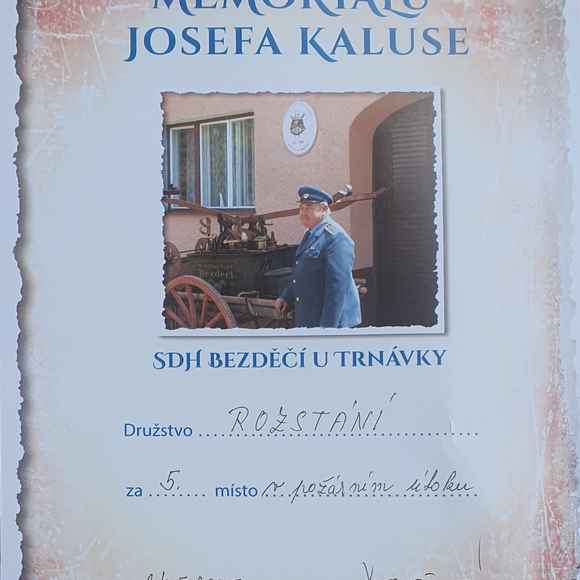 MEMORIÁLU
JOSEFA KALUSE
SDH BEZDĚČÍ U TRNÁVKY
Družstvo ROZSTÁNÍ
za 5. místo v požárním útoku